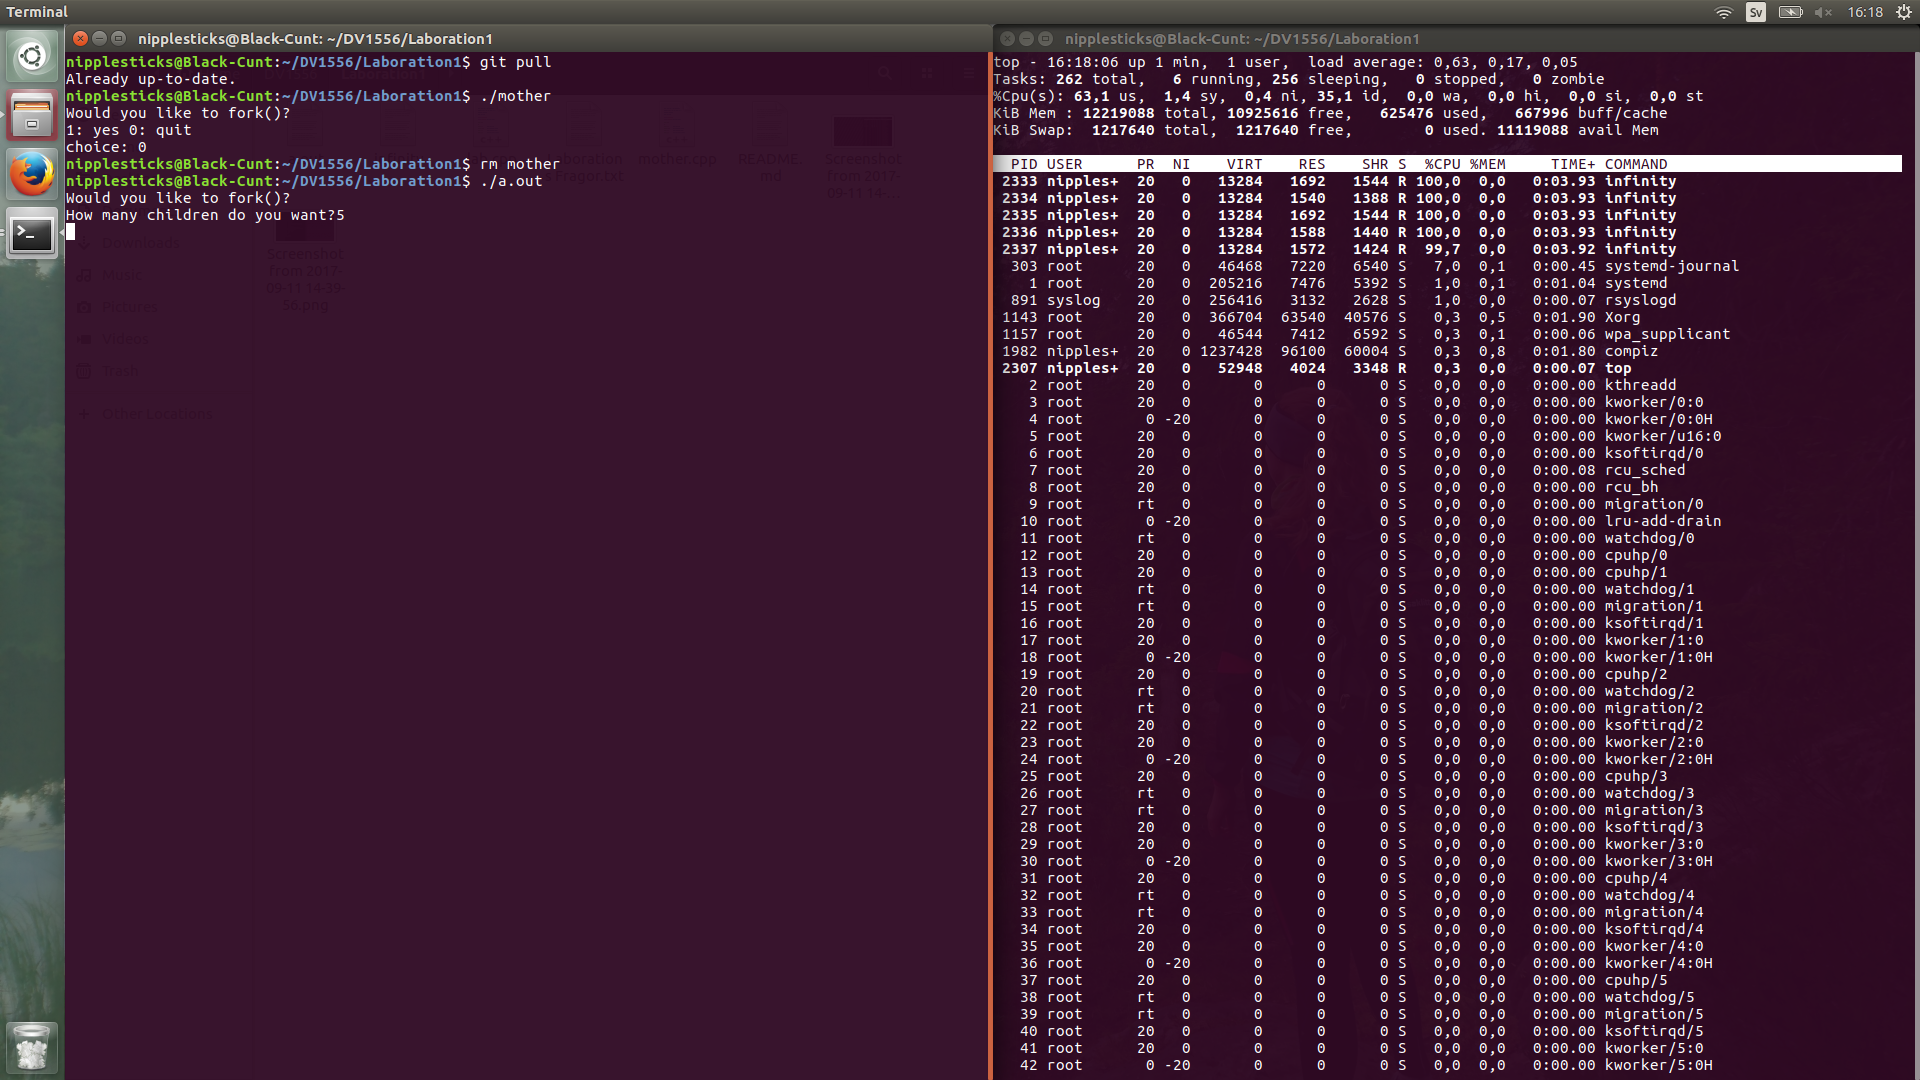 Terminal
Sv
16:18
nipplesticks@Black-Cunt: ~/DV1556/Laboration1
nipplesticks@Black-Cunt:~/DV1556/Laboration1$ git pull
Already up-to-date.
nipplesticks@Black-Cunt:~/DV1556/Laboration1$ ./mother
Would you like to fork()?
1: yes 0: quit
choice: 0
nipplesticks@Black-Cunt:~/DV1556/Laboration1$ rm mother
nipplesticks@Black-Cunt:~/DV1556/Laboration1$ ./a.out
Would you like to fork()?
How many children do you want?5
mother.cpp
README.md
Screenshot from 2017-09-11 14-…
Screenshot from 2017-09-11 14-39-56.png
Downloads
Music
Pictures
Videos
Trash
Other Locations
nipplesticks@Black-Cunt: ~/DV1556/Laboration1
top - 16:18:06 up 1 min,  1 user,  load average: 0,63, 0,17, 0,05
Tasks: 262 total,   6 running, 256 sleeping,   0 stopped,   0 zombie
%Cpu(s): 63,1 us,  1,4 sy,  0,4 ni, 35,1 id,  0,0 wa,  0,0 hi,  0,0 si,  0,0 st
KiB Mem : 12219088 total, 10925616 free,   625476 used,   667996 buff/cache
KiB Swap:  1217640 total,  1217640 free,        0 used. 11119088 avail Mem
PID USER PR NI VIRT RES SHR S %CPU %MEM TIME+ COMMAND
2333 nipples+ 20 0 13284 1692 1544 R 100,0 0,0 0:03.93 infinity
2334 nipples+ 20 0 13284 1540 1388 R 100,0 0,0 0:03.93 infinity
2335 nipples+ 20 0 13284 1692 1544 R 100,0 0,0 0:03.93 infinity
2336 nipples+ 20 0 13284 1588 1440 R 100,0 0,0 0:03.93 infinity
2337 nipples+ 20 0 13284 1572 1424 R 99,7 0,0 0:03.92 infinity
303 root 20 0 46468 7220 6540 S 7,0 0,1 0:00.45 systemd-journal
1 root 20 0 205216 7476 5392 S 1,0 0,1 0:01.04 systemd
891 syslog 20 0 256416 3132 2628 S 1,0 0,0 0:00.07 rsyslogd
1143 root 20 0 366704 63540 40576 S 0,3 0,5 0:01.90 Xorg
1157 root 20 0 46544 7412 6592 S 0,3 0,1 0:00.06 wpa_supplicant
1982 nipples+ 20 0 1237428 96100 60004 S 0,3 0,8 0:01.80 compiz
2307 nipples+ 20 0 52948 4024 3348 R 0,3 0,0 0:00.07 top
2 root 20 0 0 0 0 S 0,0 0,0 0:00.00 kthreadd
3 root 20 0 0 0 0 S 0,0 0,0 0:00.00 kworker/0:0
4 root 0 -20 0 0 0 S 0,0 0,0 0:00.00 kworker/0:0H
5 root 20 0 0 0 0 S 0,0 0,0 0:00.00 kworker/u16:0
6 root 20 0 0 0 0 S 0,0 0,0 0:00.00 ksoftirqd/0
7 root 20 0 0 0 0 S 0,0 0,0 0:00.08 rcu_sched
8 root 20 0 0 0 0 S 0,0 0,0 0:00.00 rcu_bh
9 root rt 0 0 0 0 S 0,0 0,0 0:00.00 migration/0
10 root 0 -20 0 0 0 S 0,0 0,0 0:00.00 lru-add-drain
11 root rt 0 0 0 0 S 0,0 0,0 0:00.00 watchdog/0
12 root 20 0 0 0 0 S 0,0 0,0 0:00.00 cpuhp/0
13 root 20 0 0 0 0 S 0,0 0,0 0:00.00 cpuhp/1
14 root rt 0 0 0 0 S 0,0 0,0 0:00.00 watchdog/1
15 root rt 0 0 0 0 S 0,0 0,0 0:00.00 migration/1
16 root 20 0 0 0 0 S 0,0 0,0 0:00.00 ksoftirqd/1
17 root 20 0 0 0 0 S 0,0 0,0 0:00.00 kworker/1:0
18 root 0 -20 0 0 0 S 0,0 0,0 0:00.00 kworker/1:0H
19 root 20 0 0 0 0 S 0,0 0,0 0:00.00 cpuhp/2
20 root rt 0 0 0 0 S 0,0 0,0 0:00.00 watchdog/2
21 root rt 0 0 0 0 S 0,0 0,0 0:00.00 migration/2
22 root 20 0 0 0 0 S 0,0 0,0 0:00.00 ksoftirqd/2
23 root 20 0 0 0 0 S 0,0 0,0 0:00.00 kworker/2:0
24 root 0 -20 0 0 0 S 0,0 0,0 0:00.00 kworker/2:0H
25 root 20 0 0 0 0 S 0,0 0,0 0:00.00 cpuhp/3
26 root rt 0 0 0 0 S 0,0 0,0 0:00.00 watchdog/3
27 root rt 0 0 0 0 S 0,0 0,0 0:00.00 migration/3
28 root 20 0 0 0 0 S 0,0 0,0 0:00.00 ksoftirqd/3
29 root 20 0 0 0 0 S 0,0 0,0 0:00.00 kworker/3:0
30 root 0 -20 0 0 0 S 0,0 0,0 0:00.00 kworker/3:0H
31 root 20 0 0 0 0 S 0,0 0,0 0:00.00 cpuhp/4
32 root rt 0 0 0 0 S 0,0 0,0 0:00.00 watchdog/4
33 root rt 0 0 0 0 S 0,0 0,0 0:00.00 migration/4
34 root 20 0 0 0 0 S 0,0 0,0 0:00.00 ksoftirqd/4
35 root 20 0 0 0 0 S 0,0 0,0 0:00.00 kworker/4:0
36 root 0 -20 0 0 0 S 0,0 0,0 0:00.00 kworker/4:0H
37 root 20 0 0 0 0 S 0,0 0,0 0:00.00 cpuhp/5
38 root rt 0 0 0 0 S 0,0 0,0 0:00.00 watchdog/5
39 root rt 0 0 0 0 S 0,0 0,0 0:00.00 migration/5
40 root 20 0 0 0 0 S 0,0 0,0 0:00.00 ksoftirqd/5
41 root 20 0 0 0 0 S 0,0 0,0 0:00.00 kworker/5:0
42 root 0 -20 0 0 0 S 0,0 0,0 0:00.00 kworker/5:0H